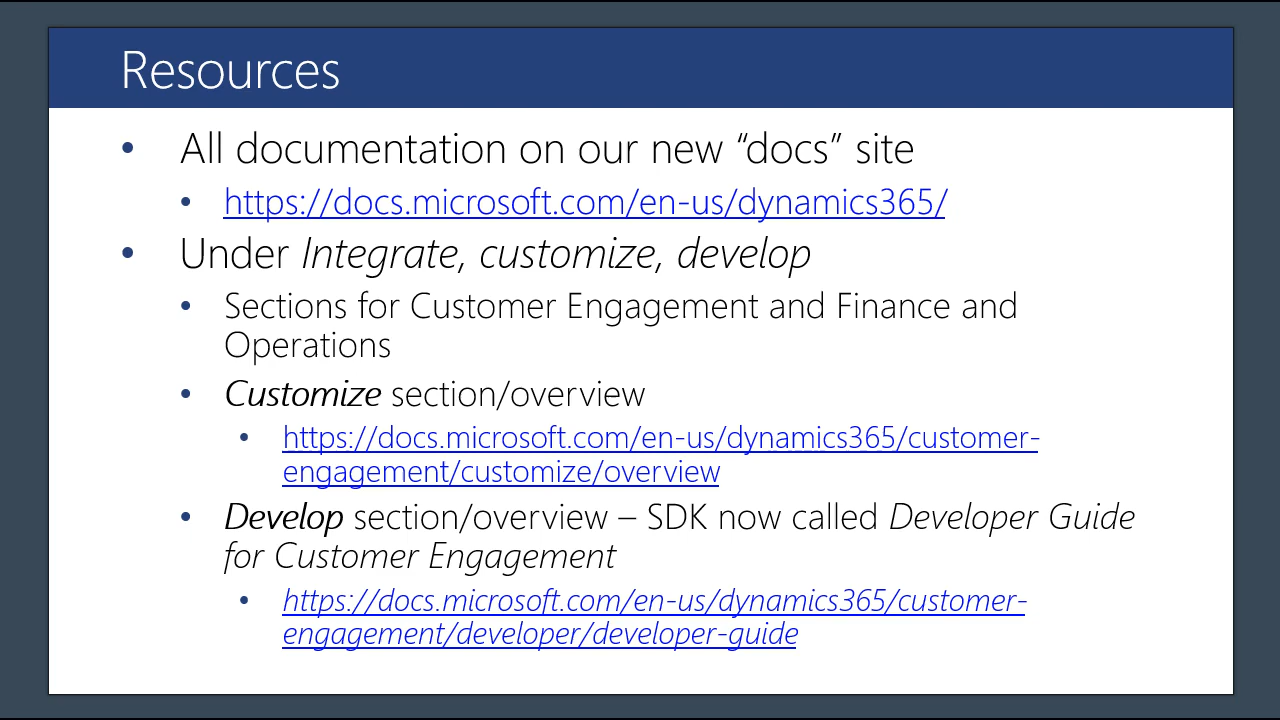 Resources
• All documentation on our new “docs” site
• https://docs.microsoft.com/en-us/dynamics365/
• Under Integrate, customize, develop
• Sections for Customer Engagement and Finance and
Operations
• Customize section/overview
• https://docs.microsoft.com/en-us/dynamics365/customer-
engagement/customize/overview
• Develop section/overview – SDK now called Developer Guide
for Customer Engagement
• https://docs.microsoft.com/en-us/dynamics365/customer-
engagement/developer/developer-guide